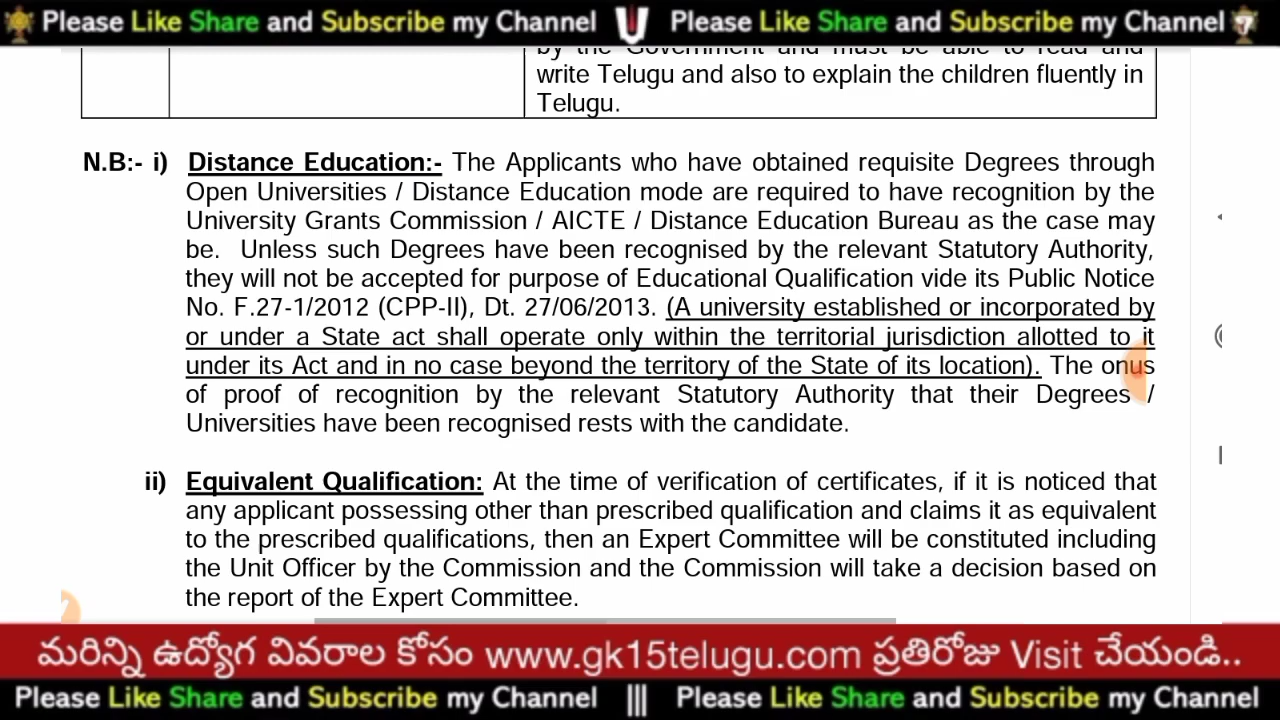 Please Like Share and Subscribe my Channel Please Like Share and Subscribe my Channel
by the Government and must be able to read and
write Telugu and also to explain the children fluently in
Telugu.
N.B:- i) Distance Education:- The Applicants who have obtained requisite Degrees through
Open Universities / Distance Education mode are required to have recognition by the
University Grants Commission / AICTE / Distance Education Bureau as the case may
be. Unless such Degrees have been recognised by the relevant Statutory Authority,
they will not be accepted for purpose of Educational Qualification vide its Public Notice
No. F.27-1/2012 (CPP-II), Dt. 27/06/2013. (A university established or incorporated by
or under a State act shall operate only within the territorial jurisdiction allotted to it
under its Act and in no case beyond the territory of the State of its location). The onus
of proof of recognition by the relevant Statutory Authority that their Degrees /
Universities have been recognised rests with the candidate.
ii) Equivalent Qualification: At the time of verification of certificates, if it is noticed that
any applicant possessing other than prescribed qualification and claims it as equivalent
to the prescribed qualifications, then an Expert Committee will be constituted including
the Unit Officer by the Commission and the Commission will take a decision based on
the report of the Expert Committee.
మరిన్ని ఉద్యోగ వివరాల కోసం www.gk15telugu.com ప్రతిరోజు Visit చేయండి..
Please Like Share and Subscribe my Channel ||| Please Like Share and Subscribe my Channel